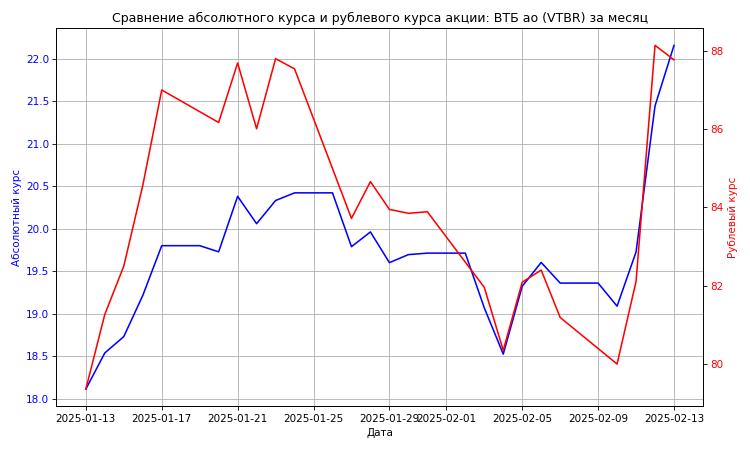 Сравнение абсолютного курса и рублевого курса акции: ВТБ ао (VTBR) за месяц
Абсолютный курс
22.0
21.5
21.0
20.5
20.0
19.5
19.0
18.5
18.0
88
86
84
82
80
Рублевый курс
2025-01-13 2025-01-17 2025-01-21 2025-01-25 2025-01-29 2025-02-01 2025-02-05 2025-02-09 2025-02-13
Дата